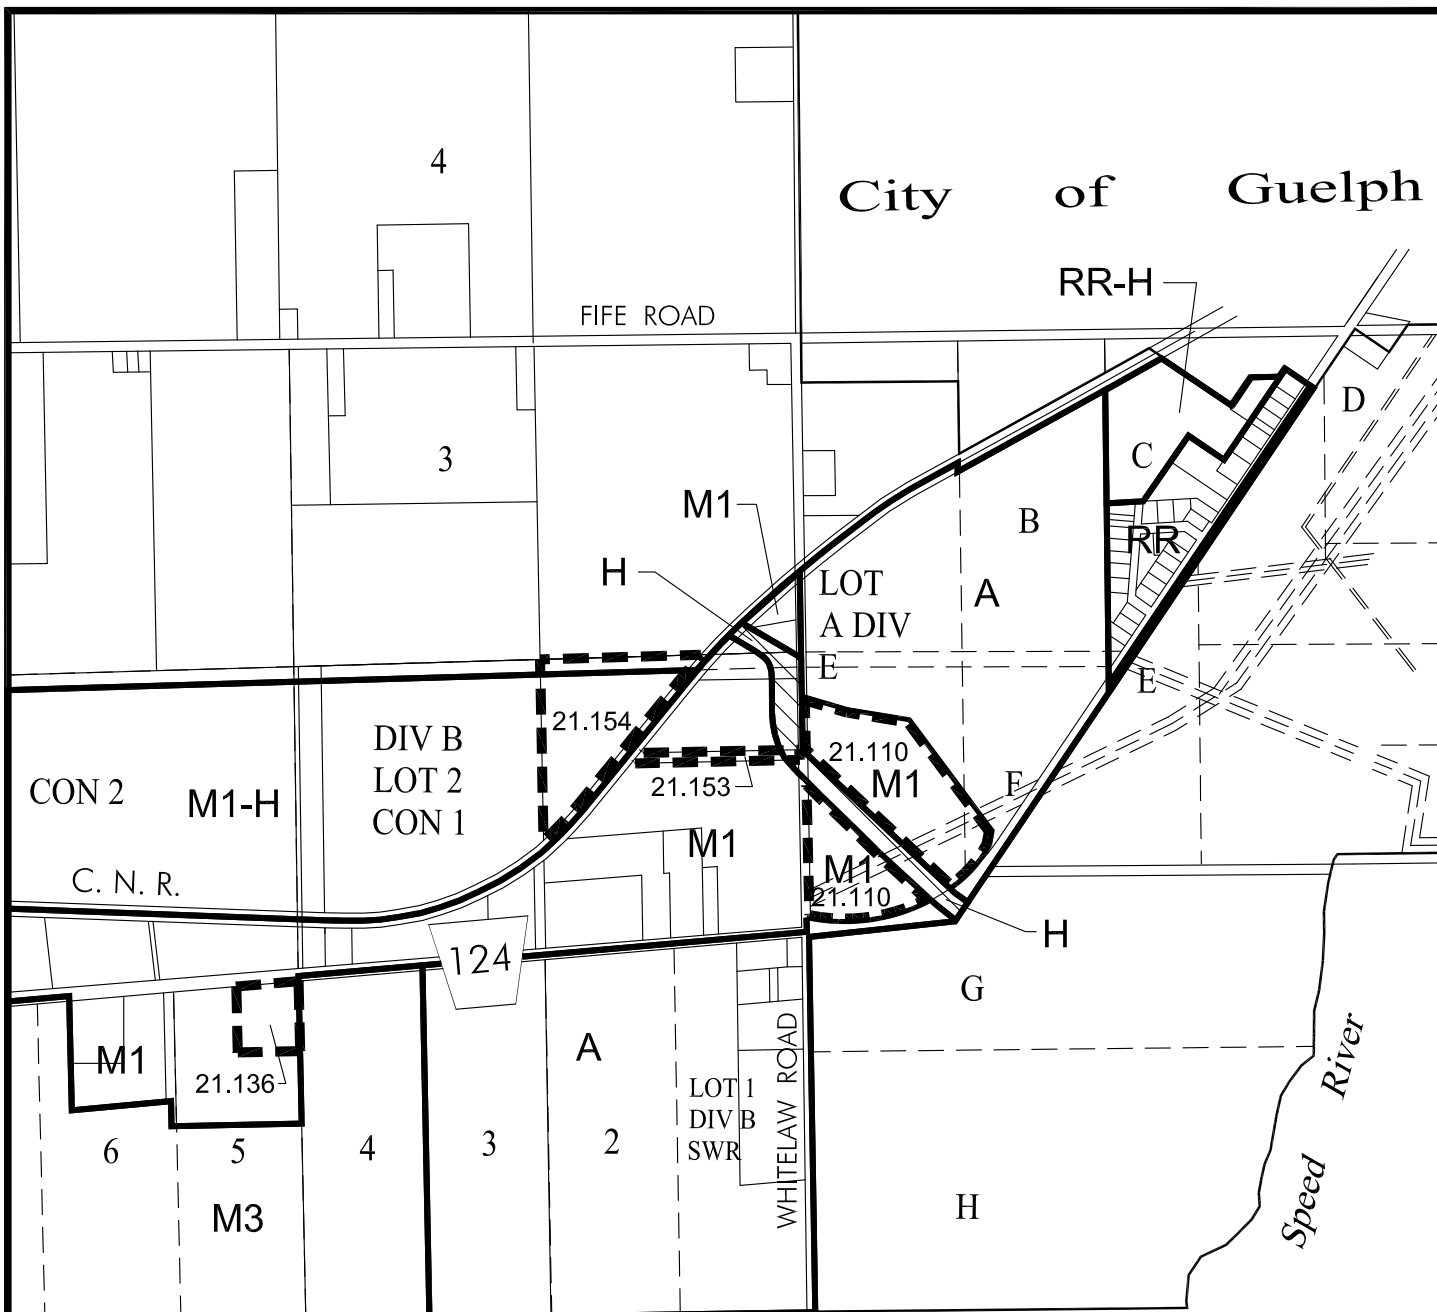 4
City of Guelph
RR-H
FIFE ROAD
D
3
C
M1
B
RR
H
LOT
A DIV
E
A
E
21.154
DIV B
LOT 2
CON 1
21.110
M1
F
CON 2
M1-H
21.153
M1
M1
21.110
C. N. R.
H
124
G
M1
21.136
A
LOT 1
DIV B
SWR
WHITELAW ROAD
Speed River
6
5
4
3
2
M3
H